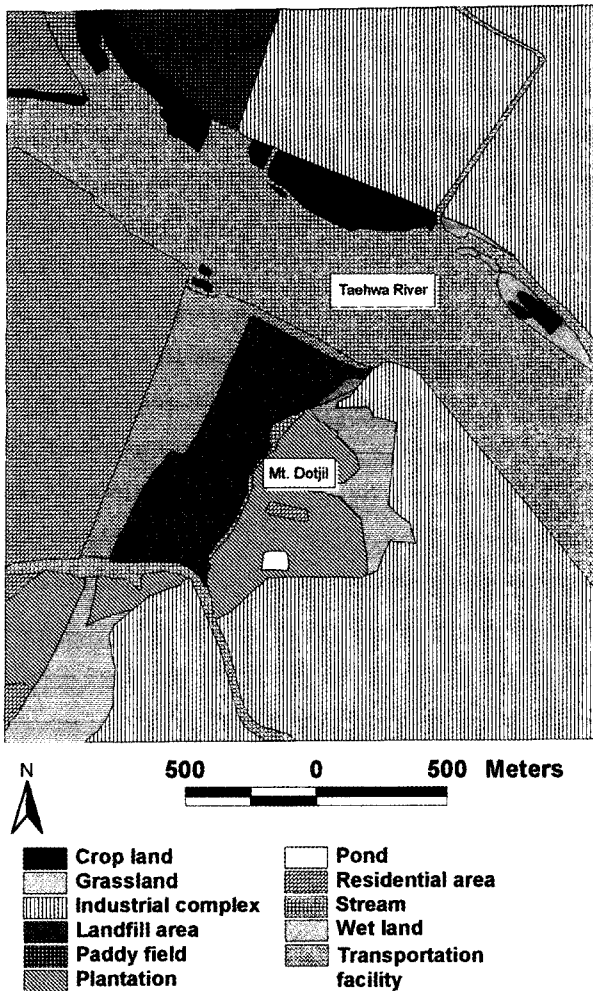 Taehwa River
Mt. Dotjil
N
500 0 500 Meters
Crop land
Grassland
Industrial complex
Landfill area
Paddy field
Plantation
Pond
Residential area
Stream
Wet land
Transportation
facility